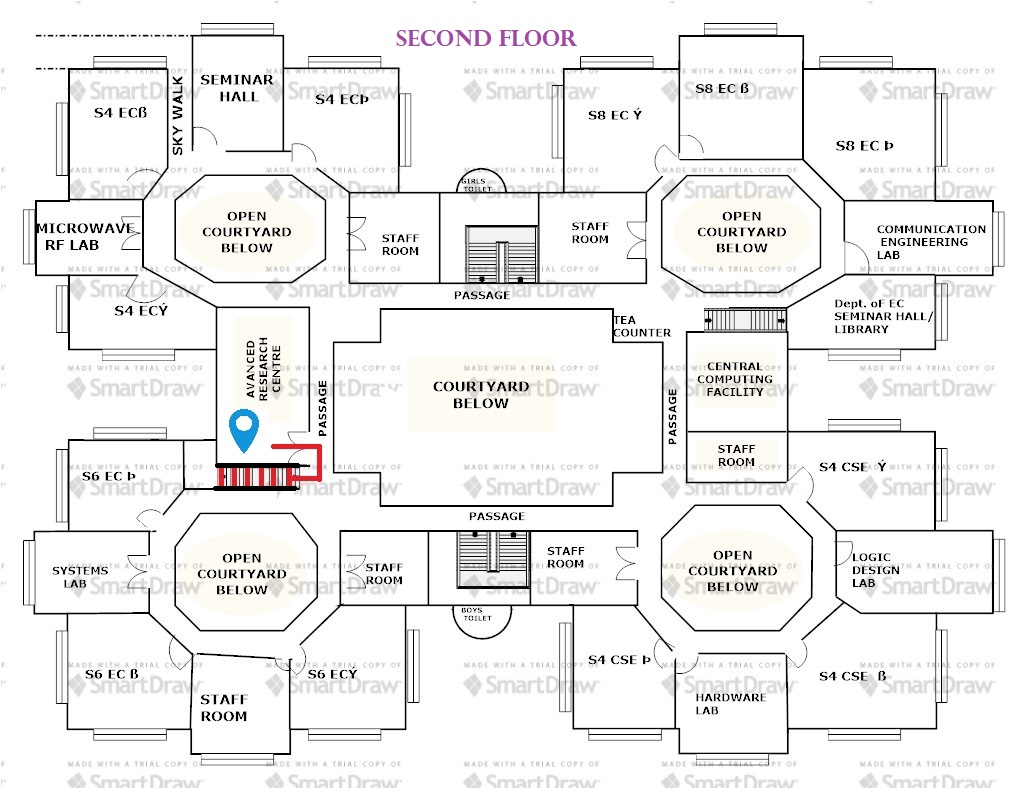 SECOND FLOOR
MADE WITH A TRIAL COPY OF
SmartDraw
SKY WALK
S4 ECß
SEMINAR
HALL
S4 ECÞ
S8 EC Ý
S8 EC ß
S8 EC Þ
GIRLS
TOILET
MICROWAVE
RF LAB
OPEN
COURTYARD
BELOW
STAFF
ROOM
STAFF
ROOM
OPEN
COURTYARD
BELOW
COMMUNICATION
ENGINEERING
LAB
S4 ECÝ
PASSAGE
TEA
COUNTER
Dept. of EC
SEMINAR HALL/
LIBRARY
AVANCED
RESEARCH
CENTRE
PASSAGE
COURTYARD
BELOW
PASSAGE
CENTRAL
COMPUTING
FACILITY
STAFF
ROOM
S6 EC Þ
S4 CSE Ý
PASSAGE
SYSTEMS
LAB
OPEN
COURTYARD
BELOW
STAFF
ROOM
STAFF
ROOM
OPEN
COURTYARD
BELOW
LOGIC
DESIGN
LAB
BOYS
TOILET
S6 EC ß
STAFF
ROOM
S6 ECÝ
S4 CSE Þ
HARDWARE
LAB
S4 CSE ß